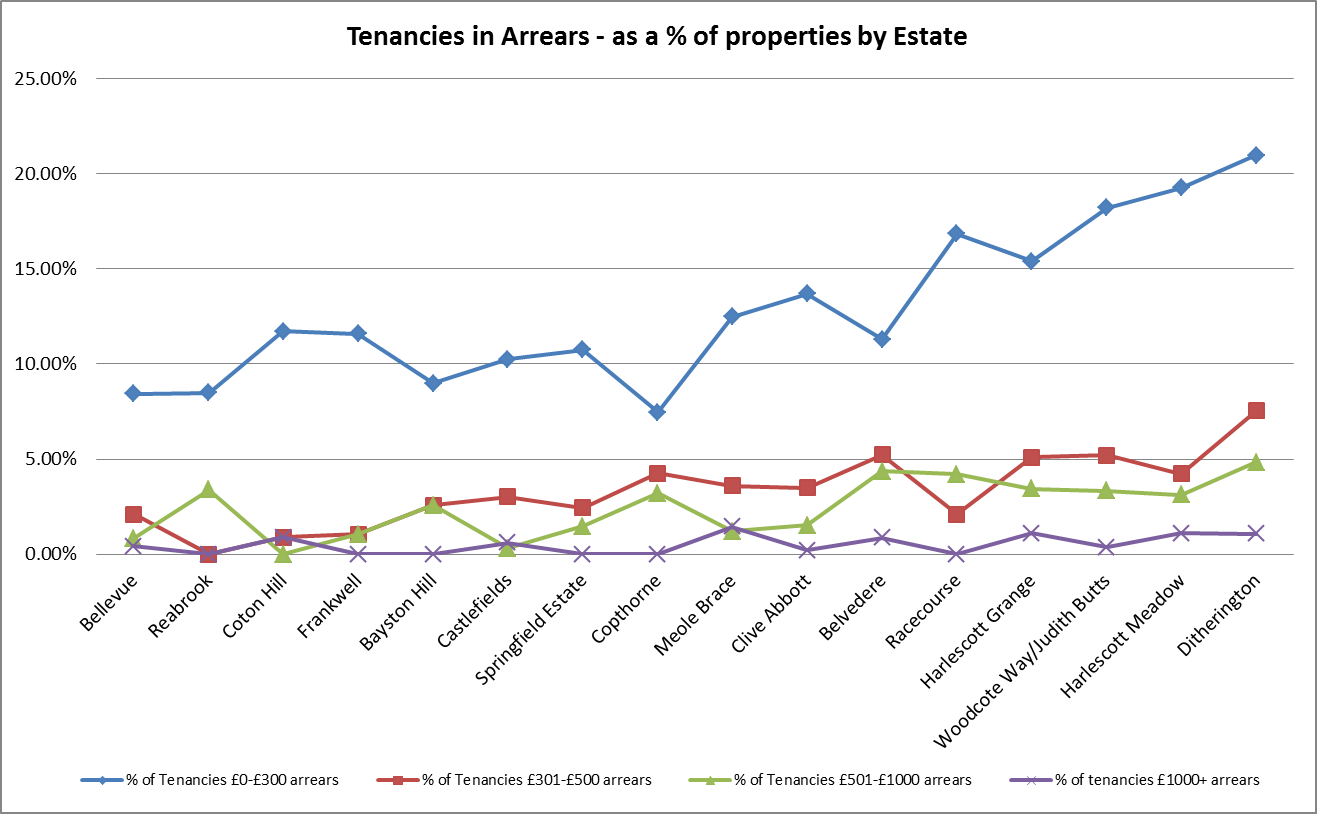 Tenancies in Arrears - as a % of properties by Estate
25.00%
20.00%
15.00%
10.00%
5.00%
0.00%
Bellevue
Reabrook
Coton Hill
Frankwell
Bayston Hill
Castlefields
Springfield Estate
Copthorne
Meole Brace
Clive Abbott
Belvedere
Racecourse
Harlescott Grange
Woodcote Way/Judith Butts
Harlescott Meadow
Ditherington
% of Tenancies £0-£300 arrears
% of Tenancies £301-£500 arrears
% of Tenancies £501-£1000 arrears
% of tenancies £1000+ arrears